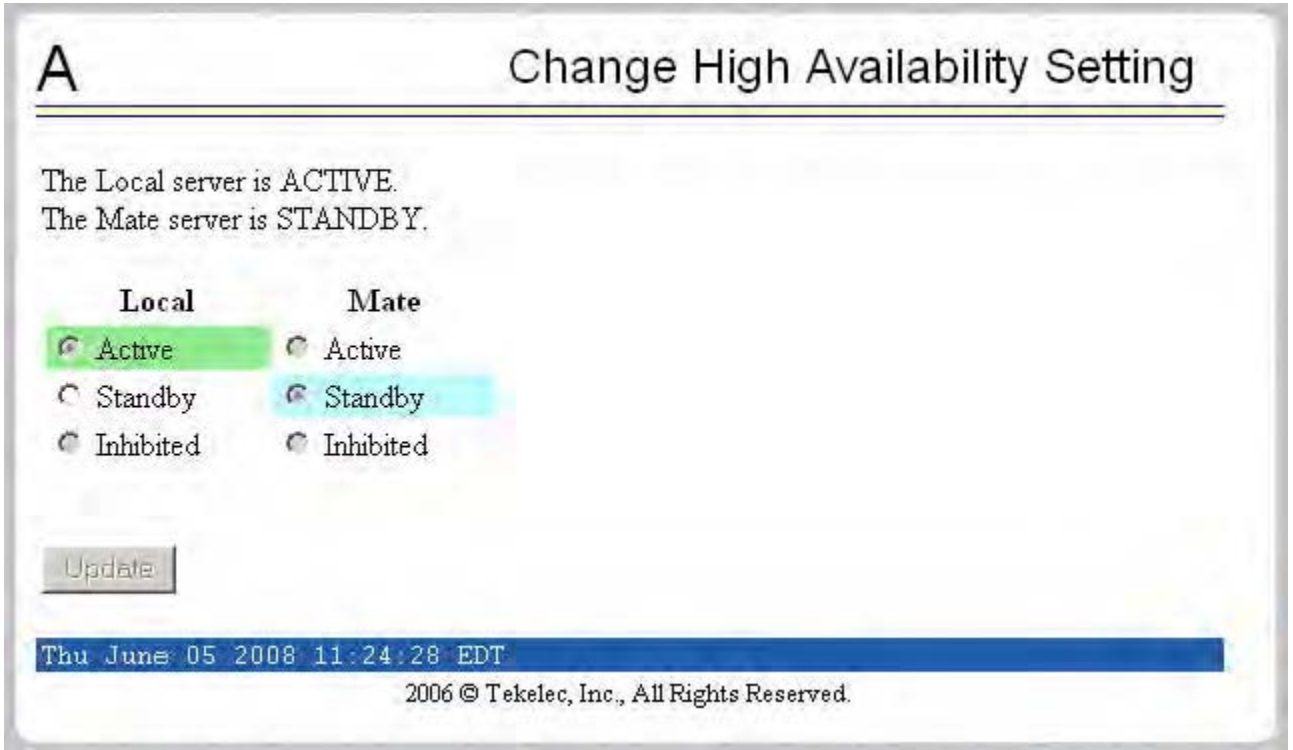 A Change High Availability Setting
The Local server is ACTIVE.
The Mate server is STANDBY.
Local Mate
Active Active
Standby Standby
Inhibited Inhibited
Update
Thu June 05 2008 11:24:28 EDT
2006 © Tekelec, Inc., All Rights Reserved.